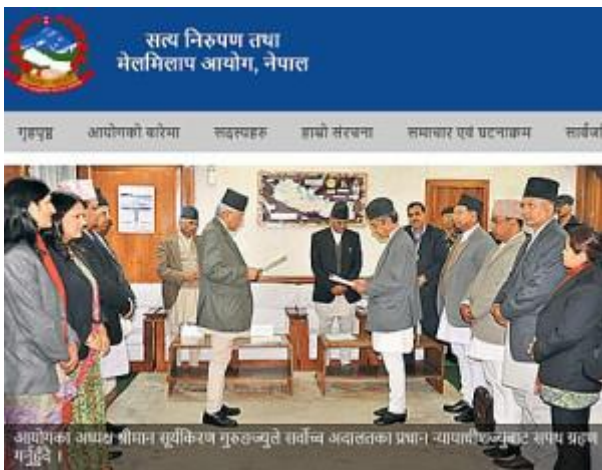 सत्य निरुपण तथा
मेलमिलाप आयोग, नेपाल
गृहपृष्ठ आयोगको बारेमा सदस्यहरु हाम्रो संरचना समाचार एवं घटनाक्रम
आयोगका अध्यक्ष श्रीमान सूर्यकिरण गुरुङज्युले सर्वोच्च अदालतका प्रधान न्यायाधीशज्युबाट सपथ ग्रहण
गर्नुहुँदै ।